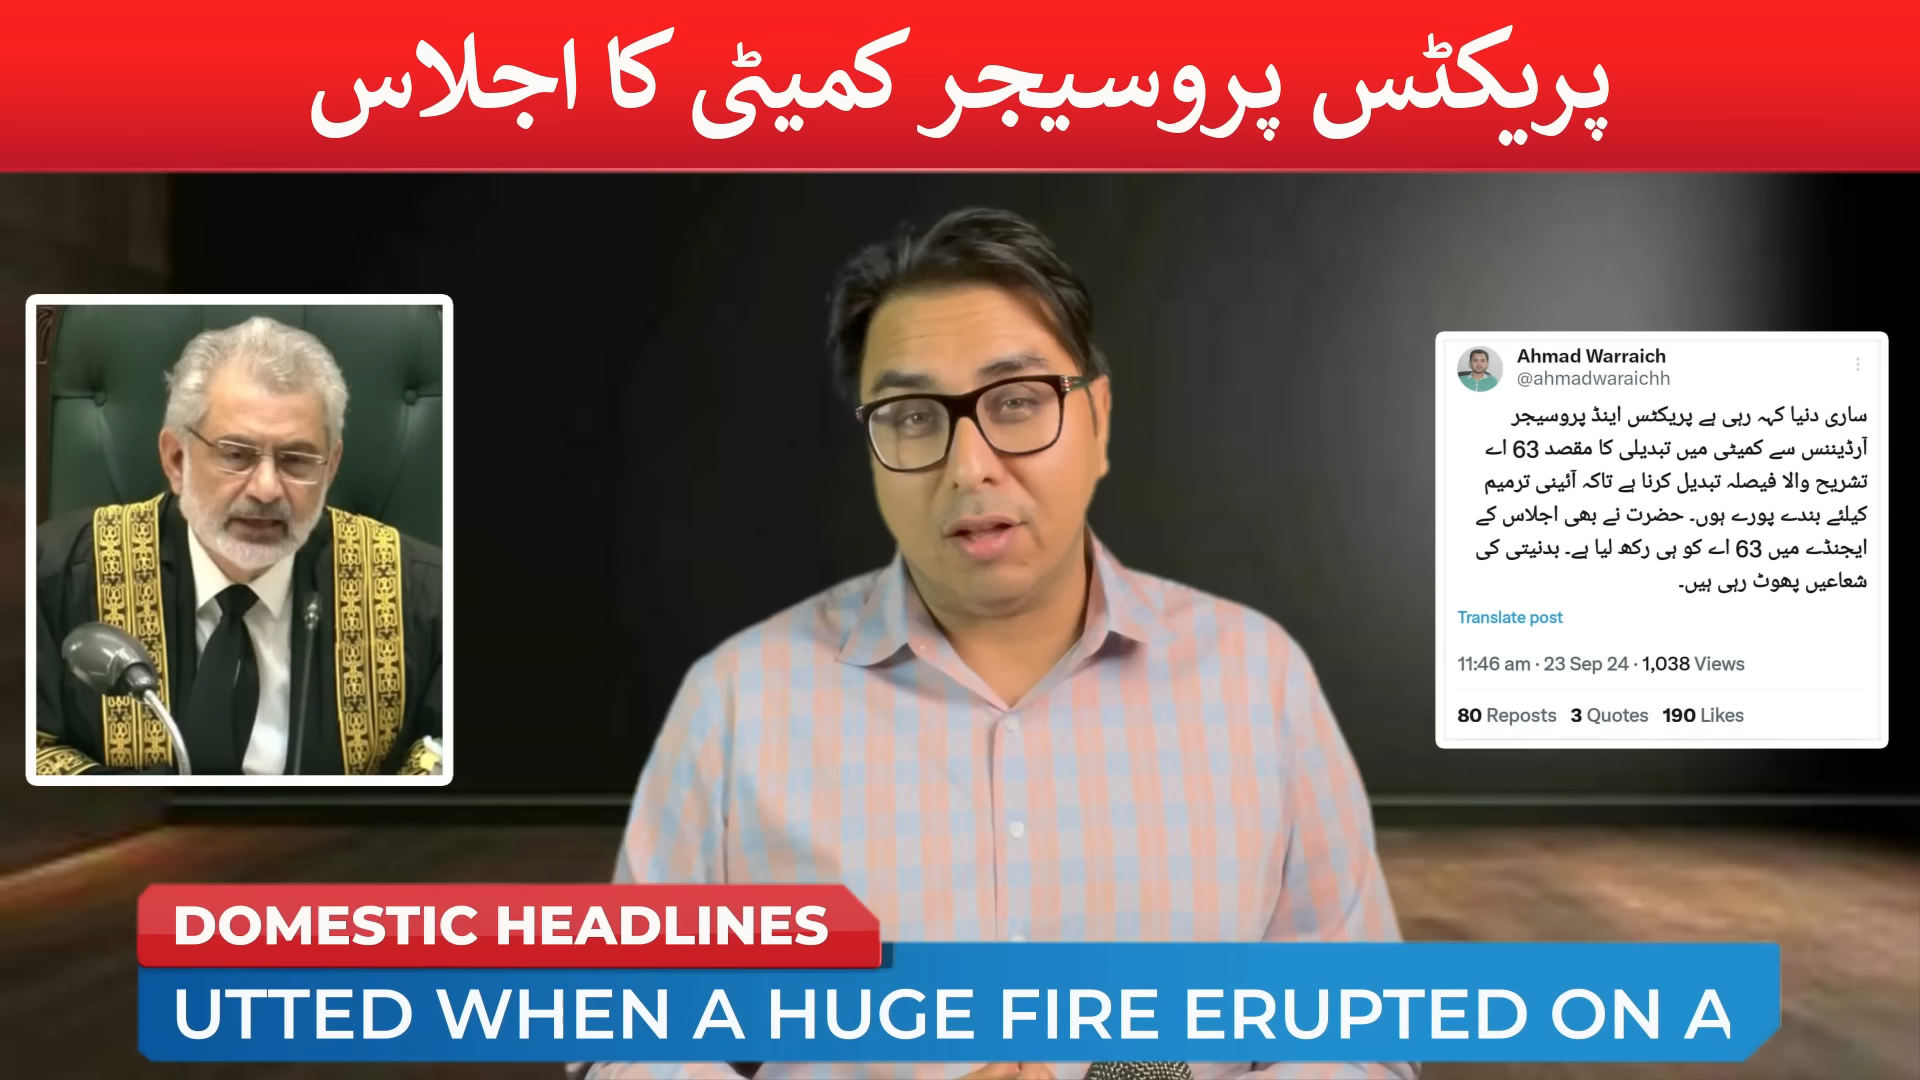 پریکٹس پروسیجر کمیٹی کا اجلاس
Ahmad Warraich
@ahmadwaraichh
ساری دنیا کہہ رہی ہے پریکٹس اینڈ پروسیجر
آرڈیننس سے کمیٹی میں تبدیلی کا مقصد 63 اے
تشریح والا فیصلہ تبدیل کرنا ہے تاکہ آئینی ترمیم
کیلئے بندے پورے ہوں۔ حضرت نے بھی اجلاس کے
ایجنڈے میں 63 اے کو ہی رکھ لیا ہے۔ بدنیتی کی
شعاعیں پھوٹ رہی ہیں۔
Translate post
11:46 am · 23 Sep 24 · 1,038 Views
80 Reposts 3 Quotes 190 Likes
DOMESTIC HEADLINES
UTTED WHEN A HUGE FIRE ERUPTED ON A